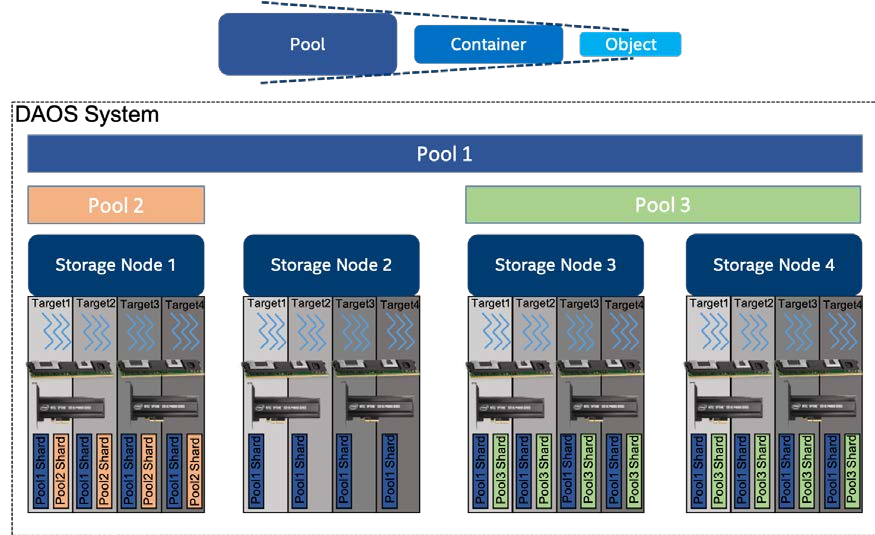 Pool
Container
Object
DAOS System
Pool 1
Pool 2
Pool 3
Storage Node 1
Storage Node 2
Storage Node 3
Storage Node 4
Target1 Target2 Target3 Target4
Target1 Target2 Target3 Target4
Target1 Target2 Target3 Target4
Target1 Target2 Target3 Target4
Pool1 Shard Pool2 Shard Pool1 Shard Pool2 Shard Pool1 Shard Pool2 Shard Pool1 Shard Pool2 Shard
Pool1 Shard Pool1 Shard Pool1 Shard Pool1 Shard
Pool1 Shard Pool3 Shard Pool1 Shard Pool3 Shard Pool1 Shard Pool3 Shard Pool1 Shard Pool3 Shard
Pool1 Shard Pool3 Shard Pool1 Shard Pool3 Shard Pool1 Shard Pool3 Shard Pool1 Shard Pool3 Shard